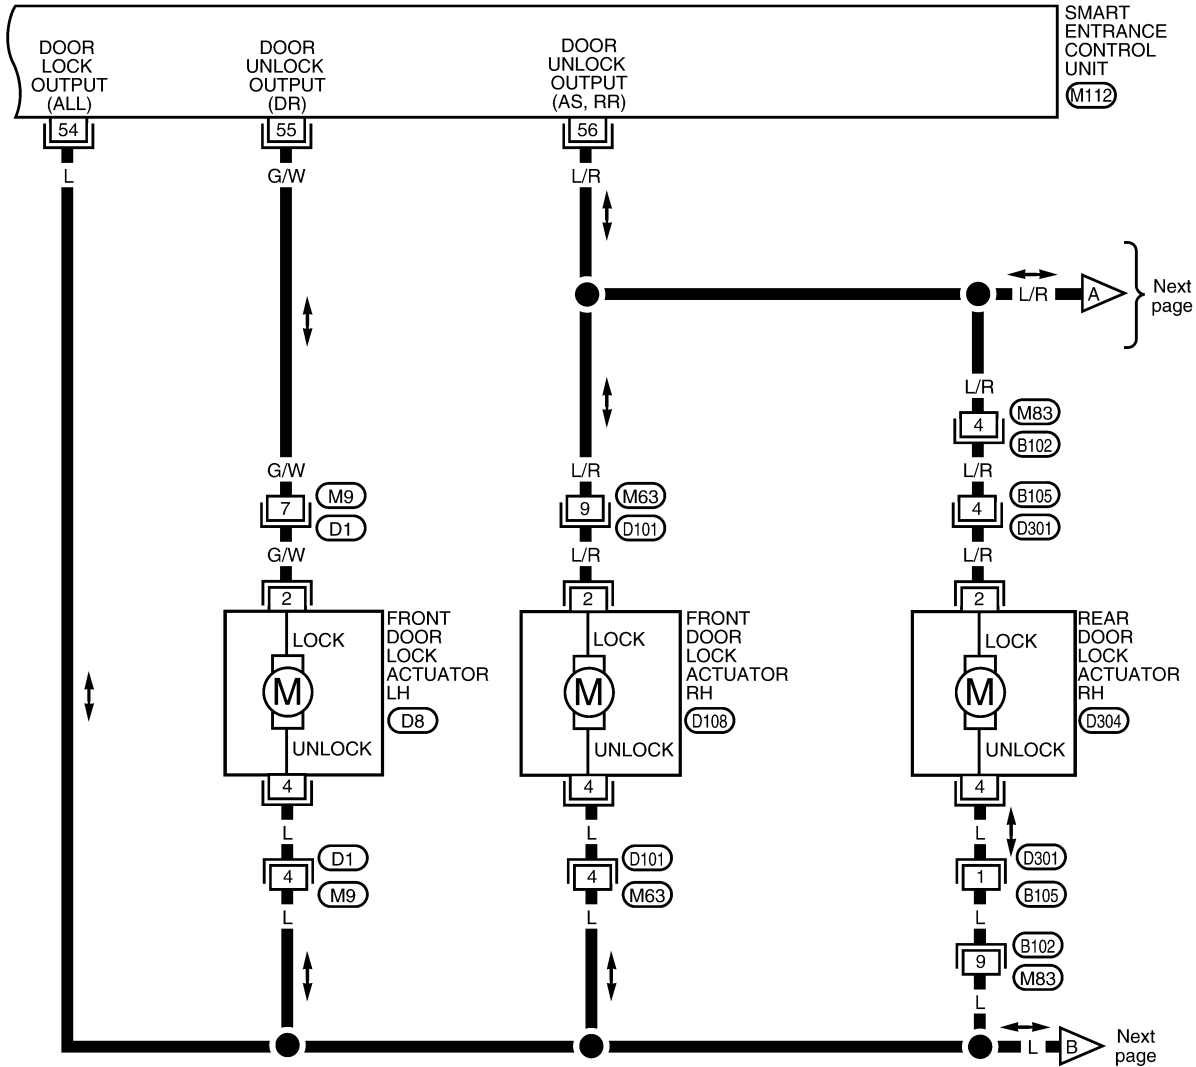 SMART
ENTRANCE
CONTROL
UNIT
M112
DOOR
LOCK
OUTPUT
(ALL)
DOOR
UNLOCK
OUTPUT
(DR)
DOOR
UNLOCK
OUTPUT
(AS, RR)
54
55
56
L
G/W
L/R
L/R
A
Next
page
L/R
4
M83
B102
G/W
L/R
L/R
7
M9
D1
9
M63
D101
4
B105
D301
G/W
L/R
L/R
2
2
2
LOCK
M
UNLOCK
FRONT
DOOR
LOCK
ACTUATOR
LH
D8
LOCK
M
UNLOCK
FRONT
DOOR
LOCK
ACTUATOR
RH
D108
LOCK
M
UNLOCK
REAR
DOOR
LOCK
ACTUATOR
RH
D304
4
4
4
L
L
L
4
D1
M9
4
D101
M63
1
D301
B105
L
L
L
9
B102
M83
L
L
B
Next
page